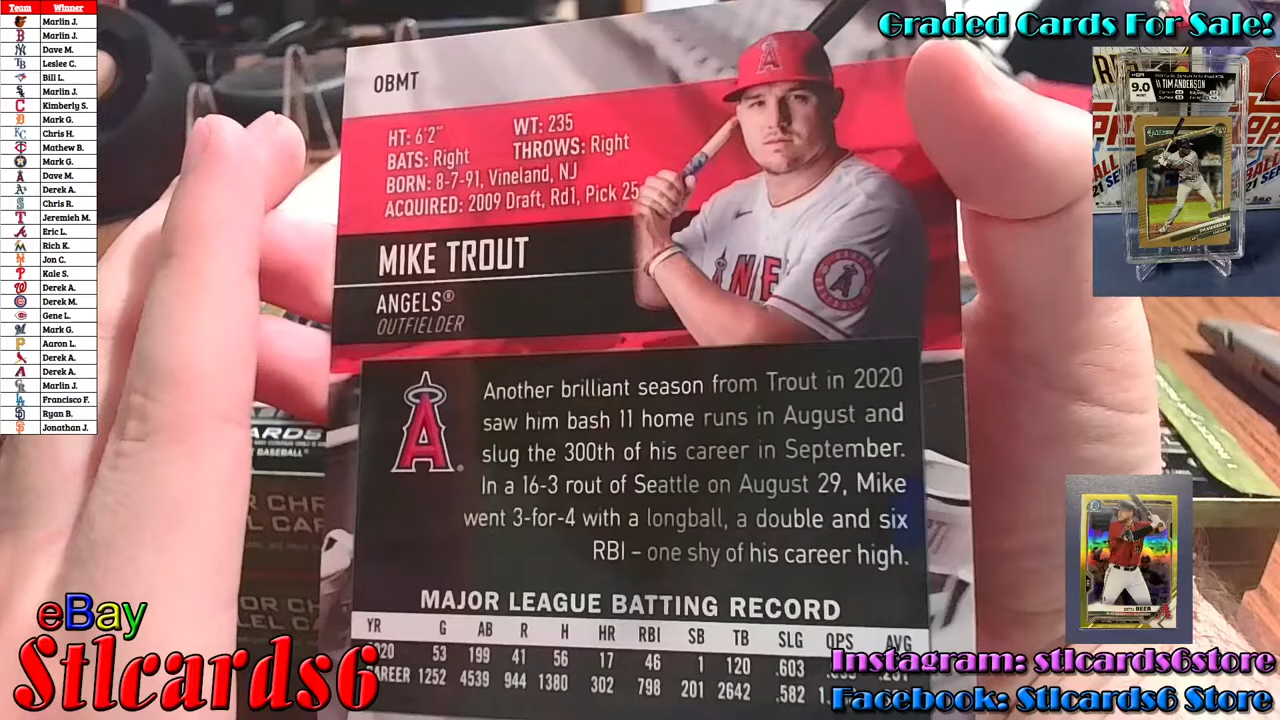 Team Winner
Marlin J.
Marlin J.
Dave M.
Leslee C.
Bill L.
Marlin J.
Kimberly S.
Mark G.
Chris H.
Mathew B.
Mark G.
Dave M.
Derek A.
Chris R.
Jeremieh M.
Eric L.
Rich K.
Jon C.
Kale S.
Derek A.
Derek M.
Gene L.
Mark G.
Aaron L.
Derek A.
Derek A.
Marlin J.
Francisco F.
Ryan B.
Jonathan J.
Graded Cards For Sale!
9.0
TIM ANDERSON
OBMT
HT: 6'2" WT: 235
BATS: Right THROWS: Right
BORN: 8-7-91, Vineland, NJ
ACQUIRED: 2009 Draft, Rd1, Pick 25
MIKE TROUT
ANGELS®
OUTFIELDER
Another brilliant season from Trout in 2020
saw him bash 11 home runs in August and
slug the 300th of his career in September.
In a 16-3 rout of Seattle on August 29, Mike
went 3-for-4 with a longball, a double and six
RBI – one shy of his career high.
MAJOR LEAGUE BATTING RECORD
YR G AB R H HR RBI SB TB SLG OPS AVG
20 53 199 41 56 17 46 1 120 .603
CAREER 1252 4539 944 1380 302 798 201 2642 .582
SETH BEER
eBay
Stlcards6
Instagram: stlcards6store
Facebook: Stlcards6 Store